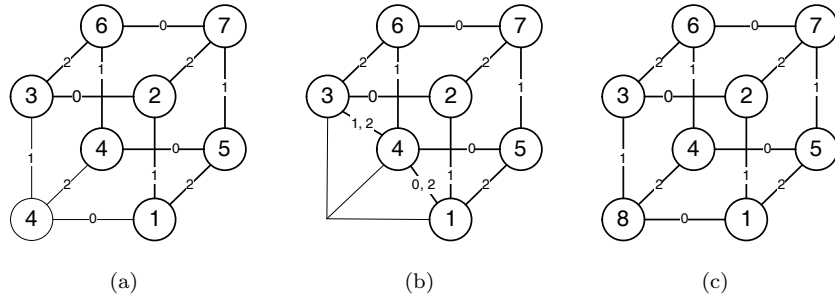 6 0 7 6 0 7 6 0 7
2 2 2 2 2 2
1 1 1
3 0 2 1 3 0 2 1 3 0 2 1
1, 2
4 0 5 4 0 5 4 0 5
1 1
2 1 2 0, 2 1 2 2 1 2
4 0 1 1 8 0 1
(a) (b) (c)